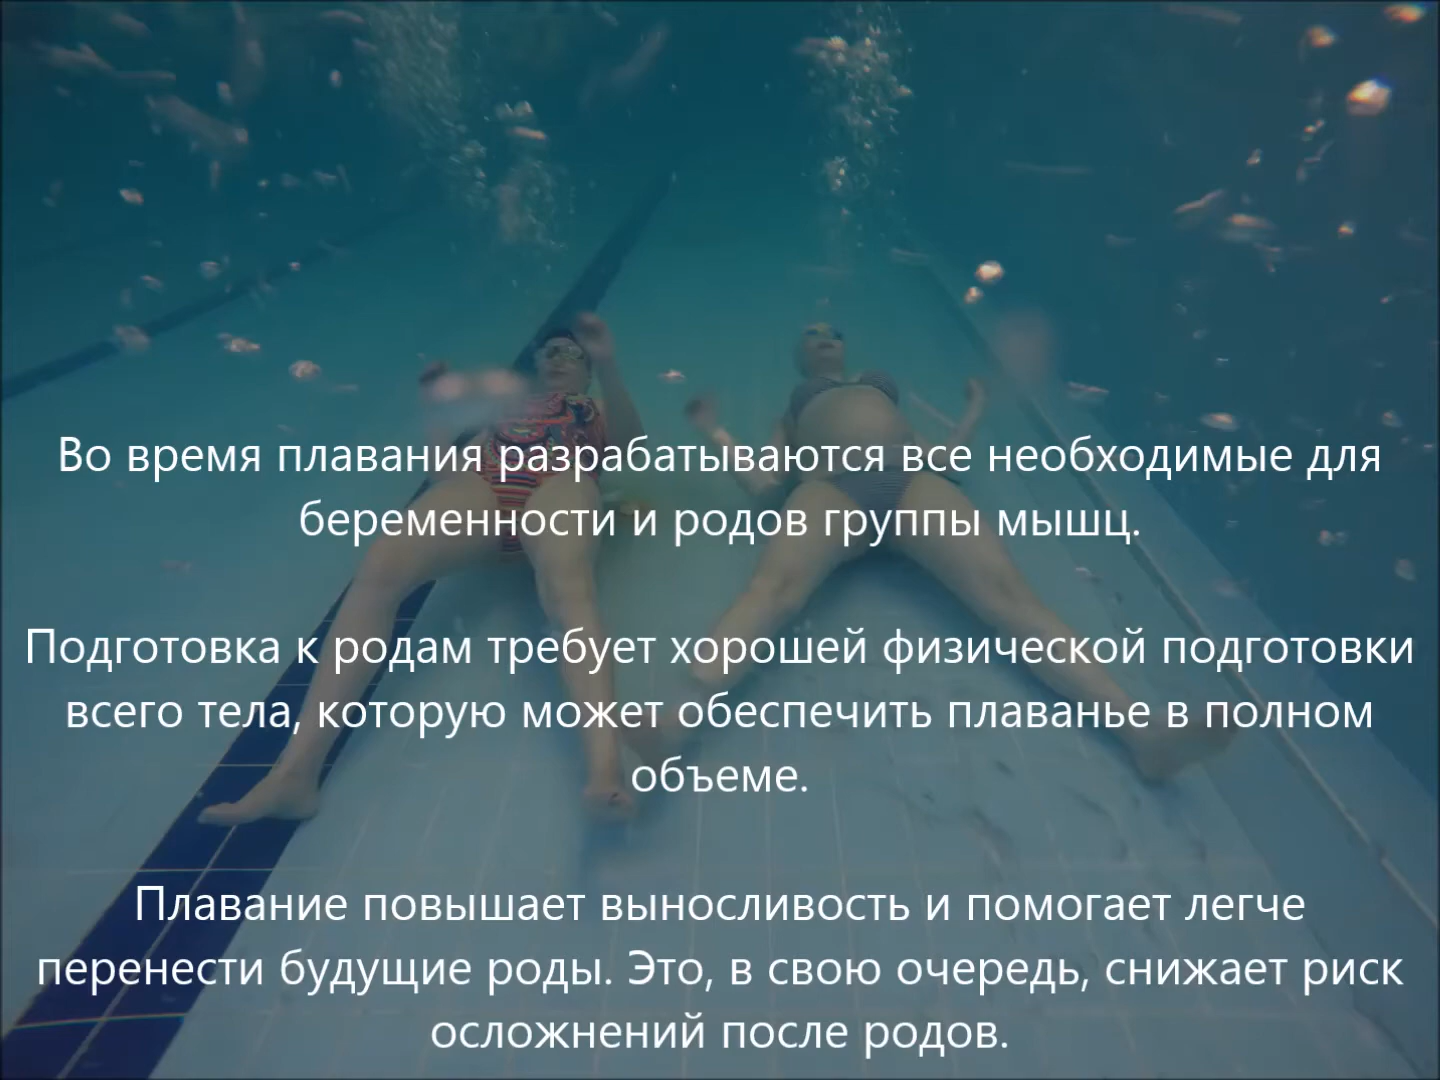 Во время плавания разрабатываются все необходимые для
беременности и родов группы мышц.
Подготовка к родам требует хорошей физической подготовки
всего тела, которую может обеспечить плаванье в полном
объеме.
Плавание повышает выносливость и помогает легче
перенести будущие роды. Это, в свою очередь, снижает риск
осложнений после родов.